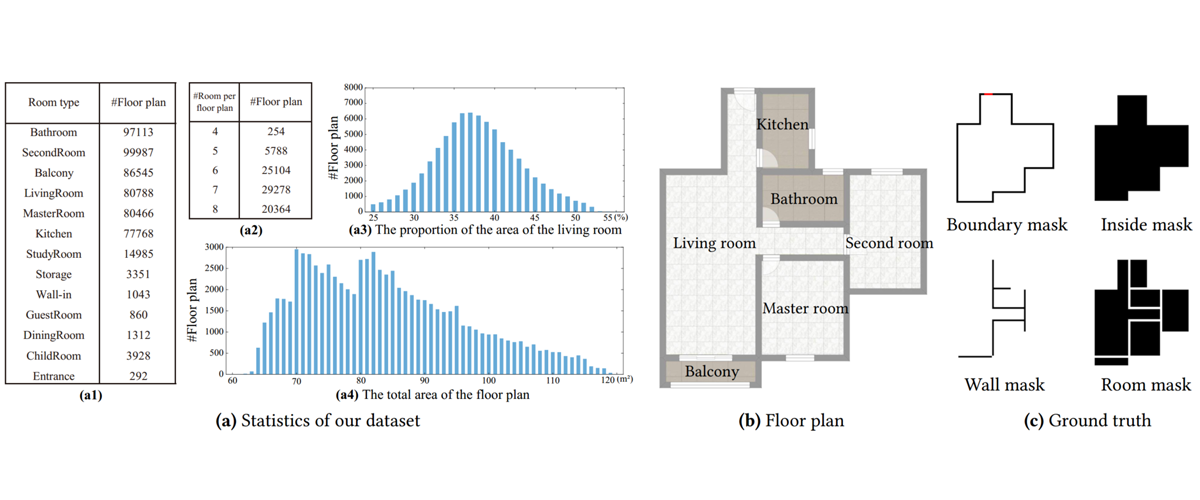 Room type #Floor plan
Bathroom 97113
SecondRoom 99987
Balcony 86545
LivingRoom 80788
MasterRoom 80466
Kitchen 77768
StudyRoom 14985
Storage 3351
Wall-in 1043
GuestRoom 860
DiningRoom 1312
ChildRoom 3928
Entrance 292
(a1)
#Room per
floor plan
#Floor plan
4 254
5 5788
6 25104
7 29278
8 20364
(a2)
#Floor plan
8000
7000
6000
5000
4000
3000
2000
1000
0
25 30 35 40 45 50 55 (%)
(a3) The proportion of the area of the living room
#Floor plan
3000
2500
2000
1500
1000
500
0
60 70 80 90 100 110 120 (m²)
(a4) The total area of the floor plan
(a) Statistics of our dataset
Kitchen
Bathroom
Living room
Second room
Master room
Balcony
(b) Floor plan
Boundary mask
Inside mask
Wall mask
Room mask
(c) Ground truth